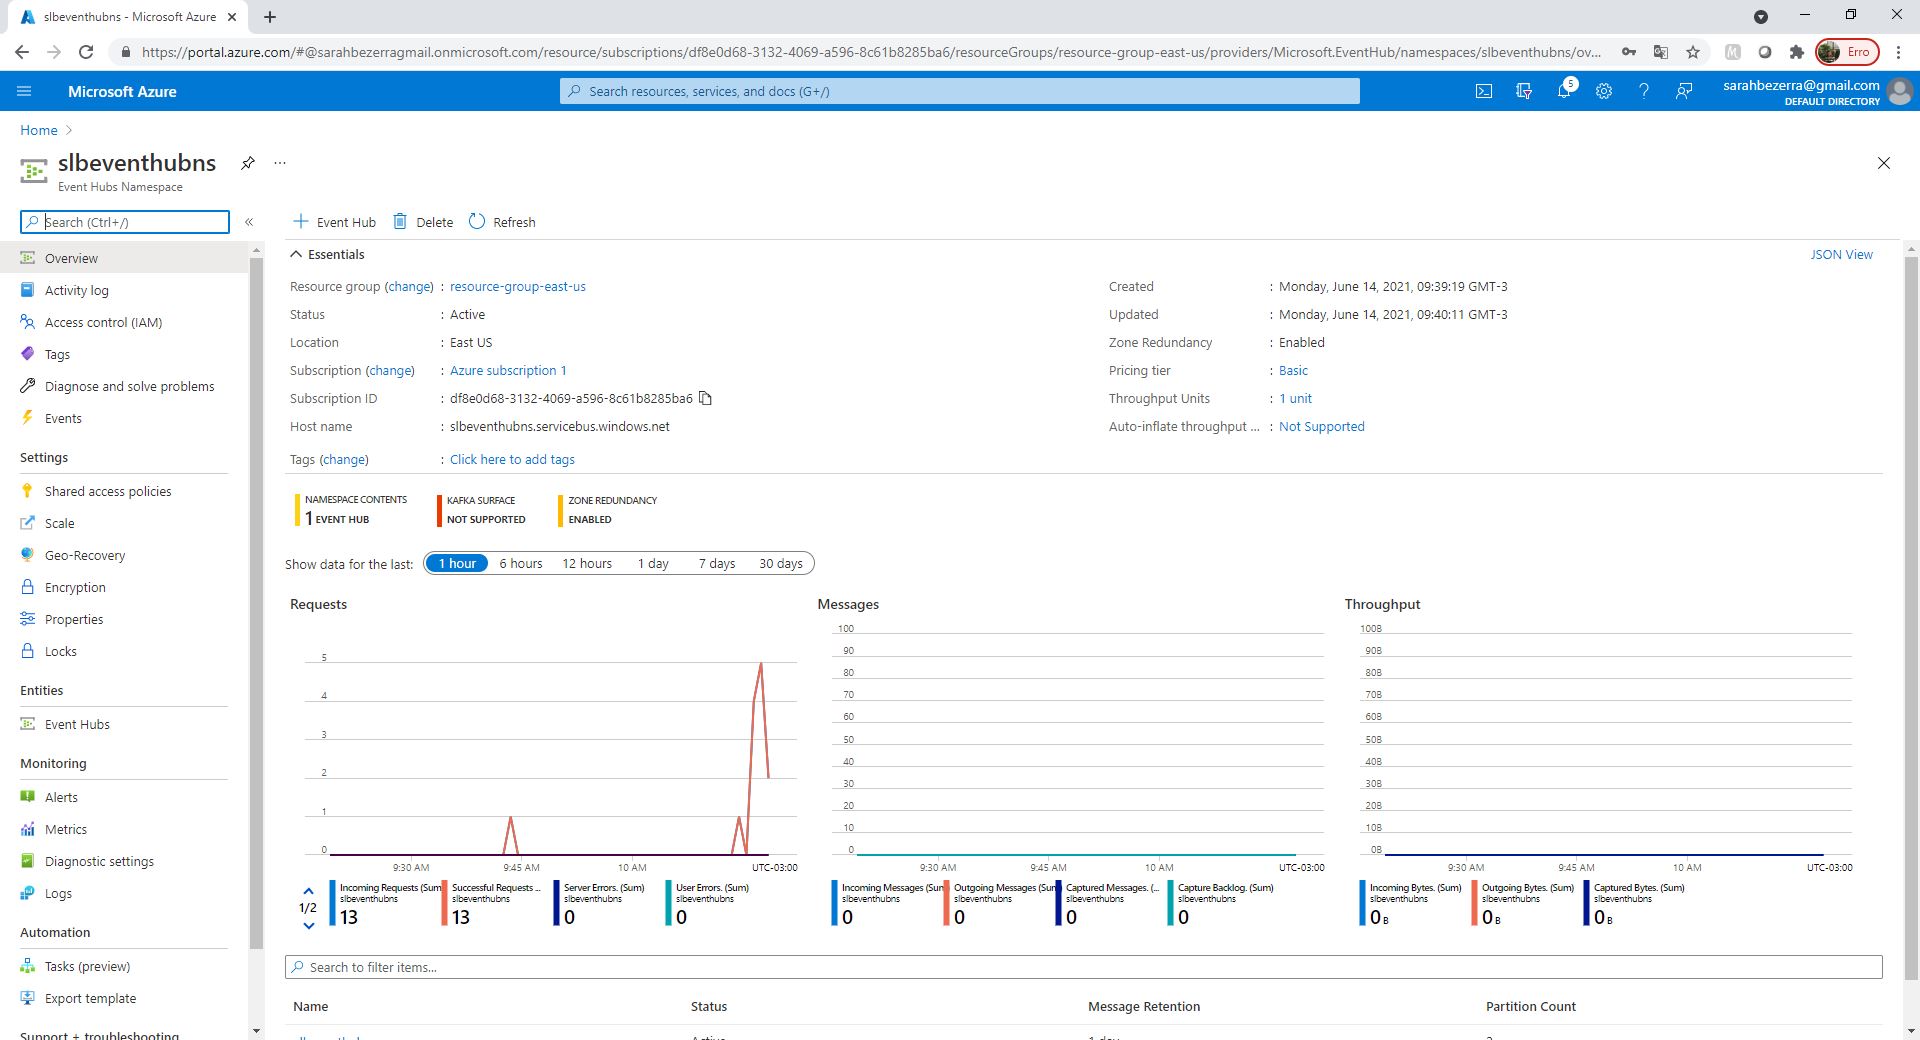 slbeventhubns - Microsoft Azure
https://portal.azure.com/#@sarahbezerragmail.onmicrosoft.com/resource/subscriptions/df8e0d68-3132-4069-a596-8c61b8285ba6/resourceGroups/resource-group-east-us/providers/Microsoft.EventHub/namespaces/slbeventhubns/ov...
Erro
Microsoft Azure
Search resources, services, and docs (G+/)
5
sarahbezerra@gmail.com
DEFAULT DIRECTORY
Home
slbeventhubns
Event Hubs Namespace
Search (Ctrl+/)
Overview
Activity log
Access control (IAM)
Tags
Diagnose and solve problems
Events
Settings
Shared access policies
Scale
Geo-Recovery
Encryption
Properties
Locks
Entities
Event Hubs
Monitoring
Alerts
Metrics
Diagnostic settings
Logs
Automation
Tasks (preview)
Export template
Support + troubleshooting
Event Hub Delete Refresh
Essentials
JSON View
Resource group (change) : resource-group-east-us
Status : Active
Location : East US
Subscription (change) : Azure subscription 1
Subscription ID : df8e0d68-3132-4069-a596-8c61b8285ba6
Host name : slbeventhubns.servicebus.windows.net
Tags (change) : Click here to add tags
Created : Monday, June 14, 2021, 09:39:19 GMT-3
Updated : Monday, June 14, 2021, 09:40:11 GMT-3
Zone Redundancy : Enabled
Pricing tier : Basic
Throughput Units : 1 unit
Auto-inflate throughput ... : Not Supported
NAMESPACE CONTENTS
1 EVENT HUB
KAFKA SURFACE
NOT SUPPORTED
ZONE REDUNDANCY
ENABLED
Show data for the last: 1 hour 6 hours 12 hours 1 day 7 days 30 days
Requests
5
4
3
2
1
0
9:30 AM 9:45 AM 10 AM UTC-03:00
1/2
Incoming Requests (Sum
slbeventhubns
13
Successful Requests ...
slbeventhubns
13
Server Errors. (Sum)
slbeventhubns
0
User Errors. (Sum)
slbeventhubns
0
Messages
100
90
80
70
60
50
40
30
20
10
0
9:30 AM 9:45 AM 10 AM UTC-03:00
Incoming Messages (Sum
slbeventhubns
0
Outgoing Messages (Sum
slbeventhubns
0
Captured Messages. (...
slbeventhubns
0
Capture Backlog. (Sum)
slbeventhubns
0
Throughput
100B
90B
80B
70B
60B
50B
40B
30B
20B
10B
0B
9:30 AM 9:45 AM 10 AM UTC-03:00
Incoming Bytes. (Sum)
slbeventhubns
0 B
Outgoing Bytes. (Sum)
slbeventhubns
0 B
Captured Bytes. (Sum)
slbeventhubns
0 B
Search to filter items...
Name Status Message Retention Partition Count
Active 1 day